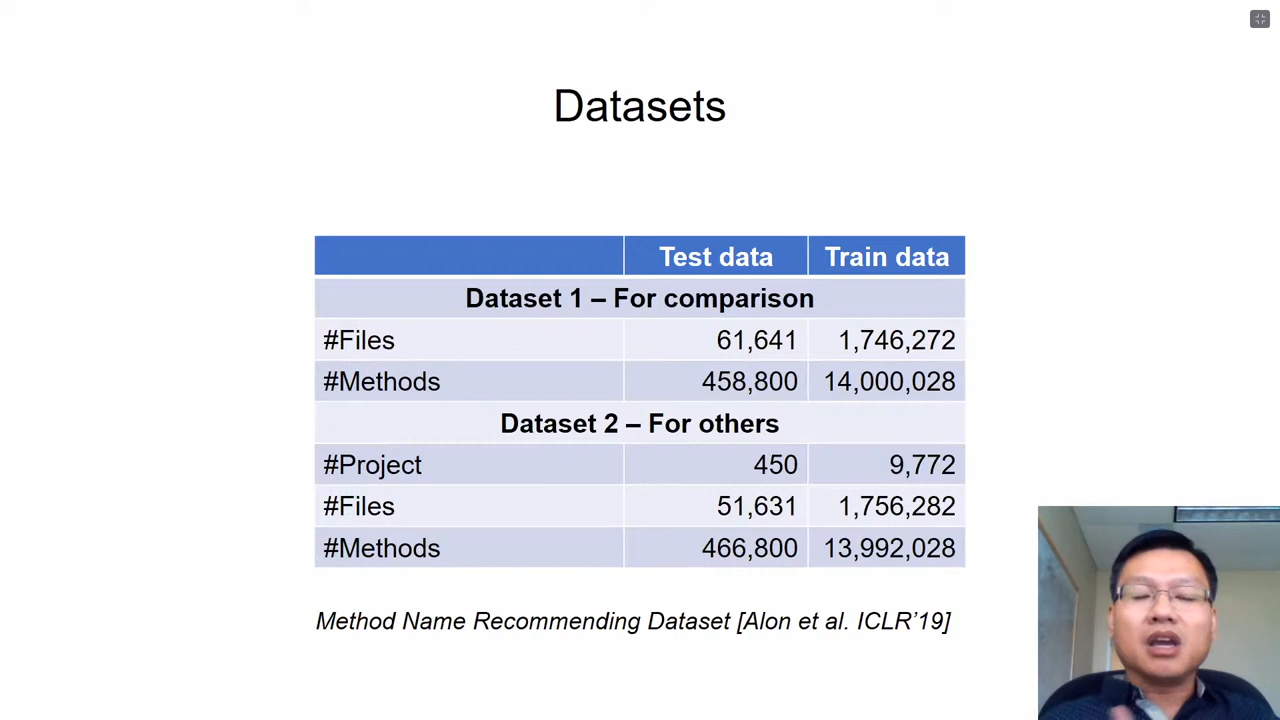 Datasets
Test data Train data
Dataset 1 – For comparison
#Files 61,641 1,746,272
#Methods 458,800 14,000,028
Dataset 2 – For others
#Project 450 9,772
#Files 51,631 1,756,282
#Methods 466,800 13,992,028
Method Name Recommending Dataset [Alon et al. ICLR’19]